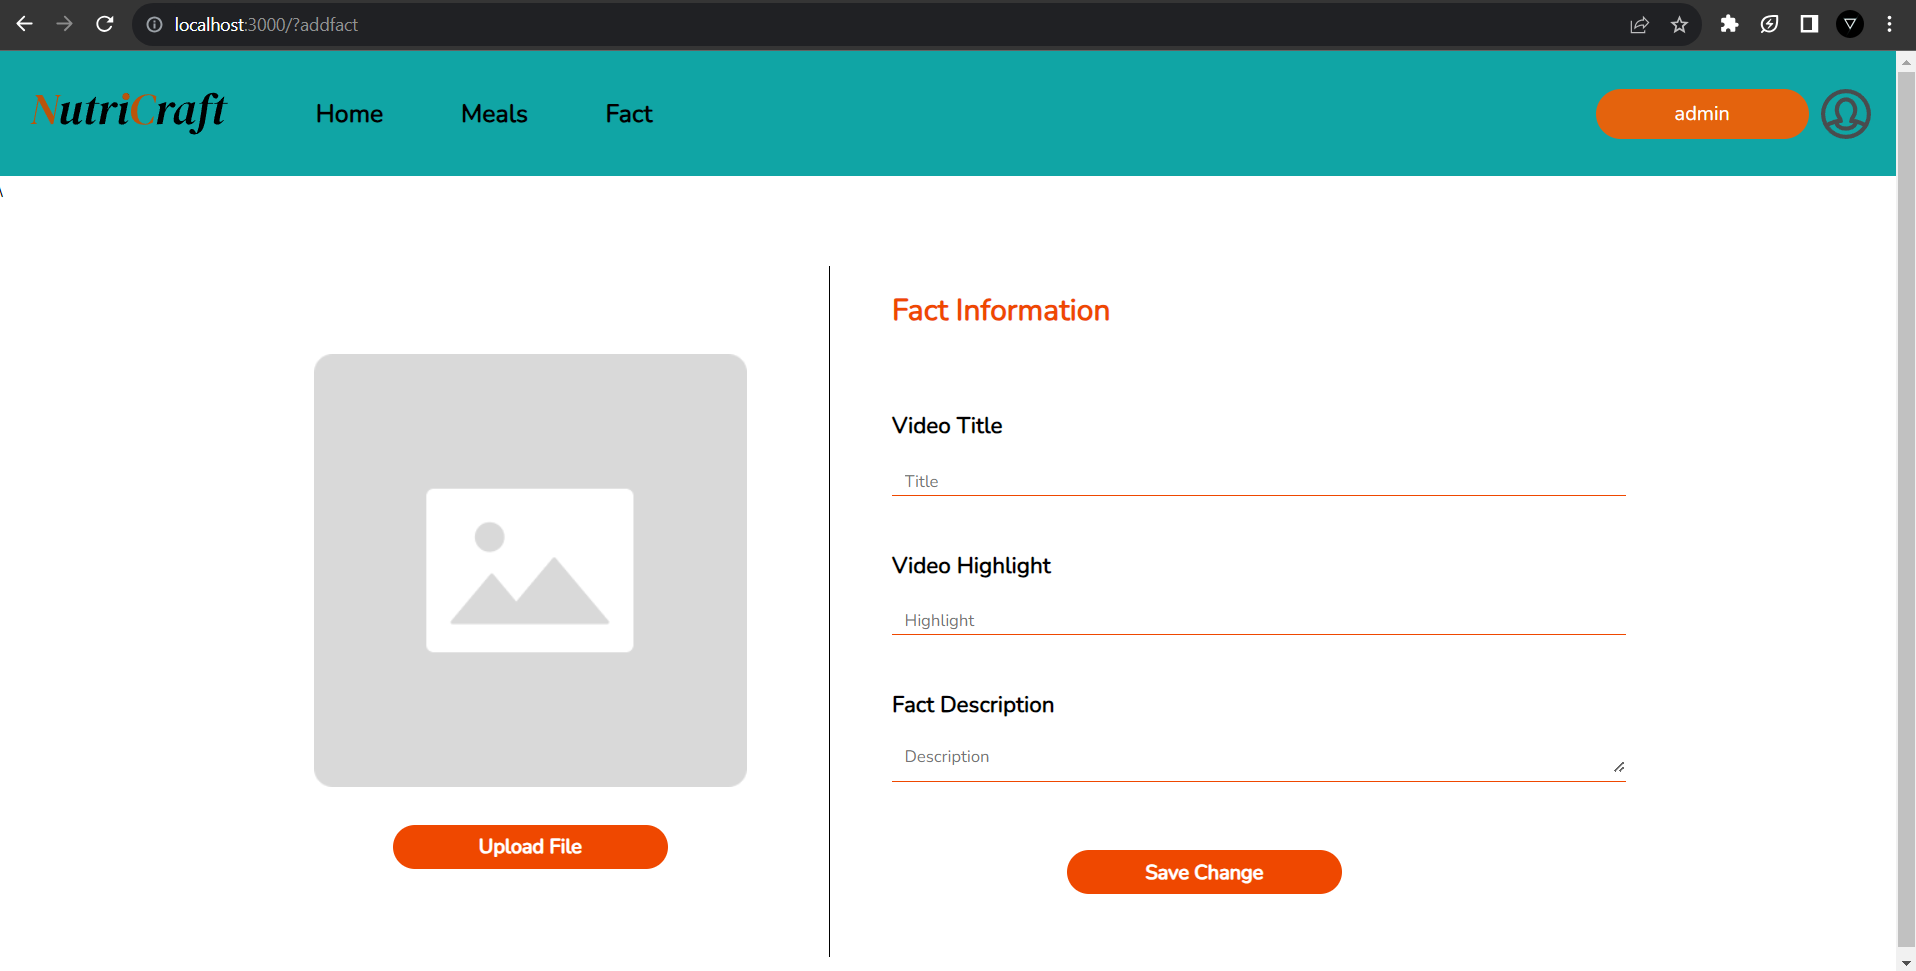 localhost:3000/?addfact
NutriCraft
Home
Meals
Fact
admin
\
Fact Information
Video Title
Title
Video Highlight
Highlight
Fact Description
Description
Upload File
Save Change